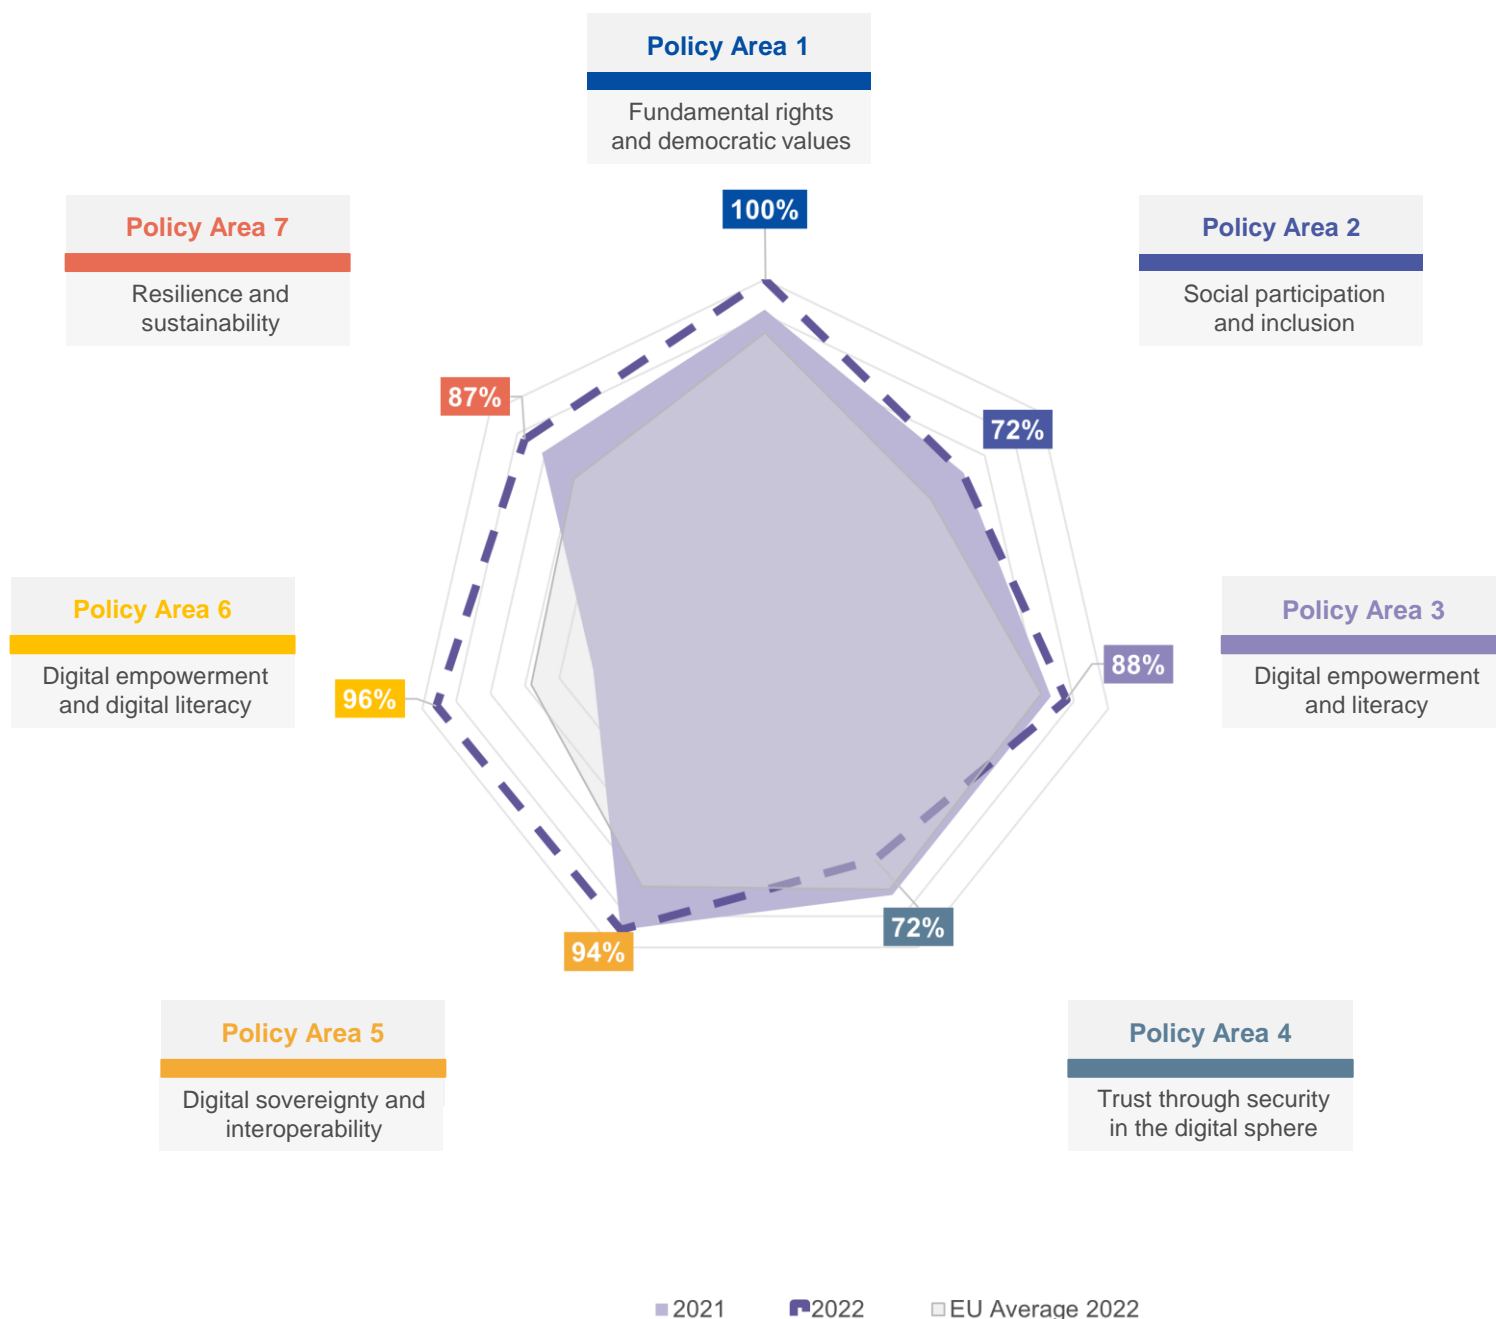 Policy Area 1
Fundamental rights
and democratic values
100%
Policy Area 7
Resilience and
sustainability
87%
Policy Area 2
Social participation
and inclusion
72%
Policy Area 6
Digital empowerment
and digital literacy
96%
Policy Area 3
Digital empowerment
and literacy
88%
72%
94%
Policy Area 5
Digital sovereignty and
interoperability
Policy Area 4
Trust through security
in the digital sphere
2021
2022
EU Average 2022